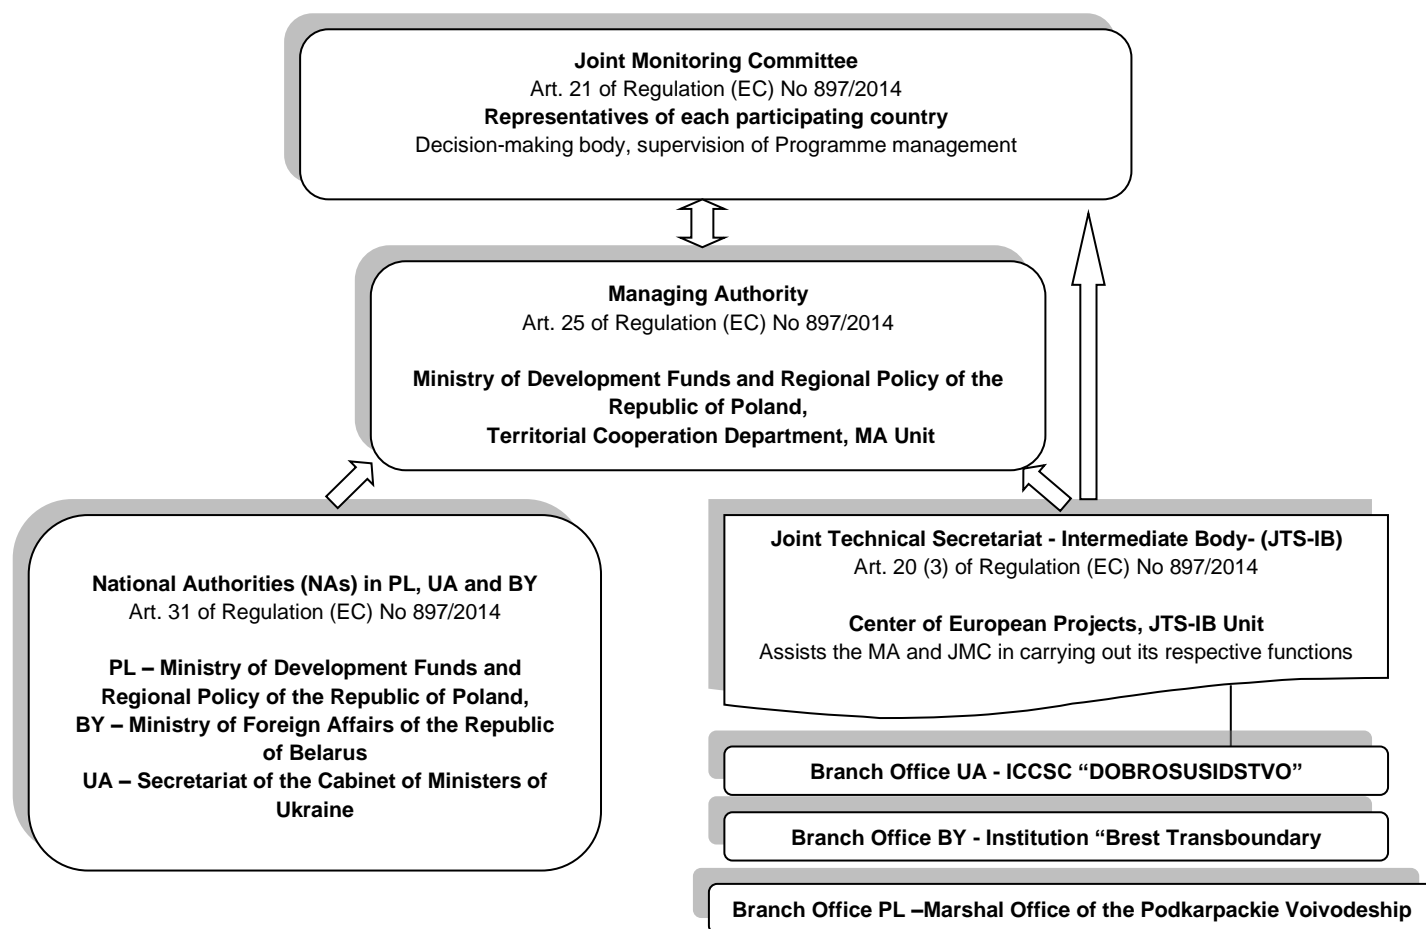 Joint Monitoring Committee
Art. 21 of Regulation (EC) No 897/2014
Representatives of each participating country
Decision-making body, supervision of Programme management
Managing Authority
Art. 25 of Regulation (EC) No 897/2014
Ministry of Development Funds and Regional Policy of the
Republic of Poland,
Territorial Cooperation Department, MA Unit
National Authorities (NAs) in PL, UA and BY
Art. 31 of Regulation (EC) No 897/2014
PL – Ministry of Development Funds and
Regional Policy of the Republic of Poland,
BY – Ministry of Foreign Affairs of the Republic
of Belarus
UA – Secretariat of the Cabinet of Ministers of
Ukraine
Joint Technical Secretariat - Intermediate Body- (JTS-IB)
Art. 20 (3) of Regulation (EC) No 897/2014
Center of European Projects, JTS-IB Unit
Assists the MA and JMC in carrying out its respective functions
Branch Office UA - ICCSC “DOBROSUSIDSTVO”
Branch Office BY - Institution “Brest Transboundary
Branch Office PL –Marshal Office of the Podkarpackie Voivodeship